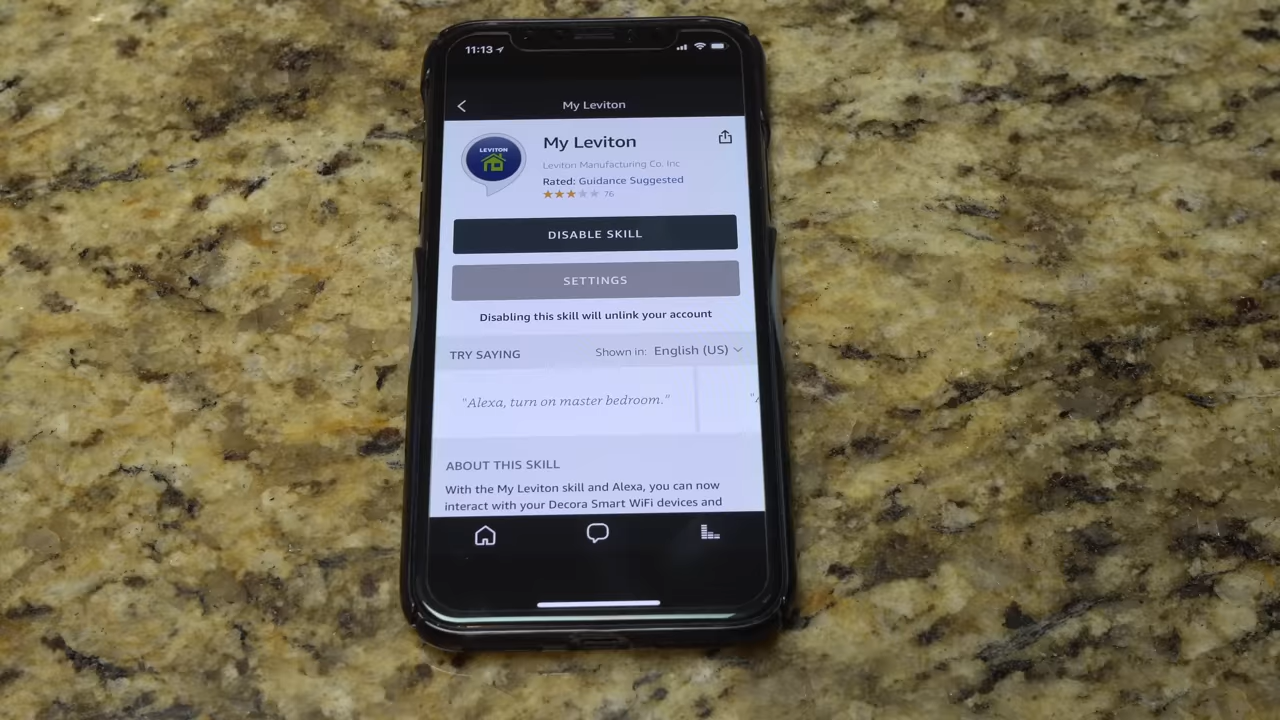 11:13
My Leviton
LEVITON
My Leviton
Leviton Manufacturing Co. Inc
Rated: Guidance Suggested
76
DISABLE SKILL
SETTINGS
Disabling this skill will unlink your account
TRY SAYING
Shown in: English (US)
"Alexa, turn on master bedroom."
"A
ABOUT THIS SKILL
With the My Leviton skill and Alexa, you can now
interact with your Decora Smart WiFi devices and